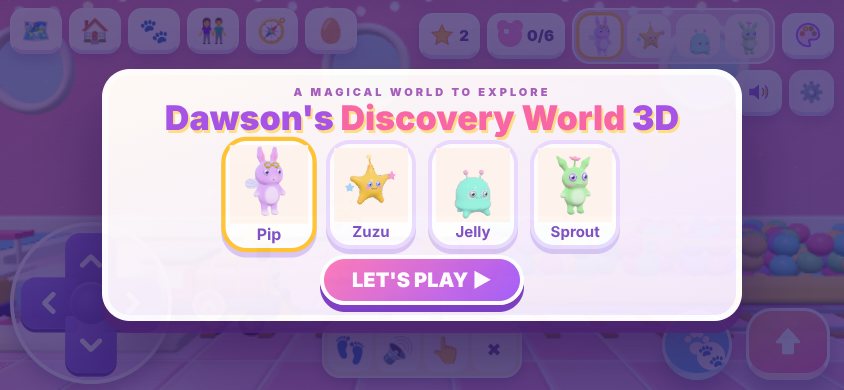 2
0/6
A MAGICAL WORLD TO EXPLORE
Dawson's Discovery World 3D
Pip
Zuzu
Jelly
Sprout
LET'S PLAY ▶